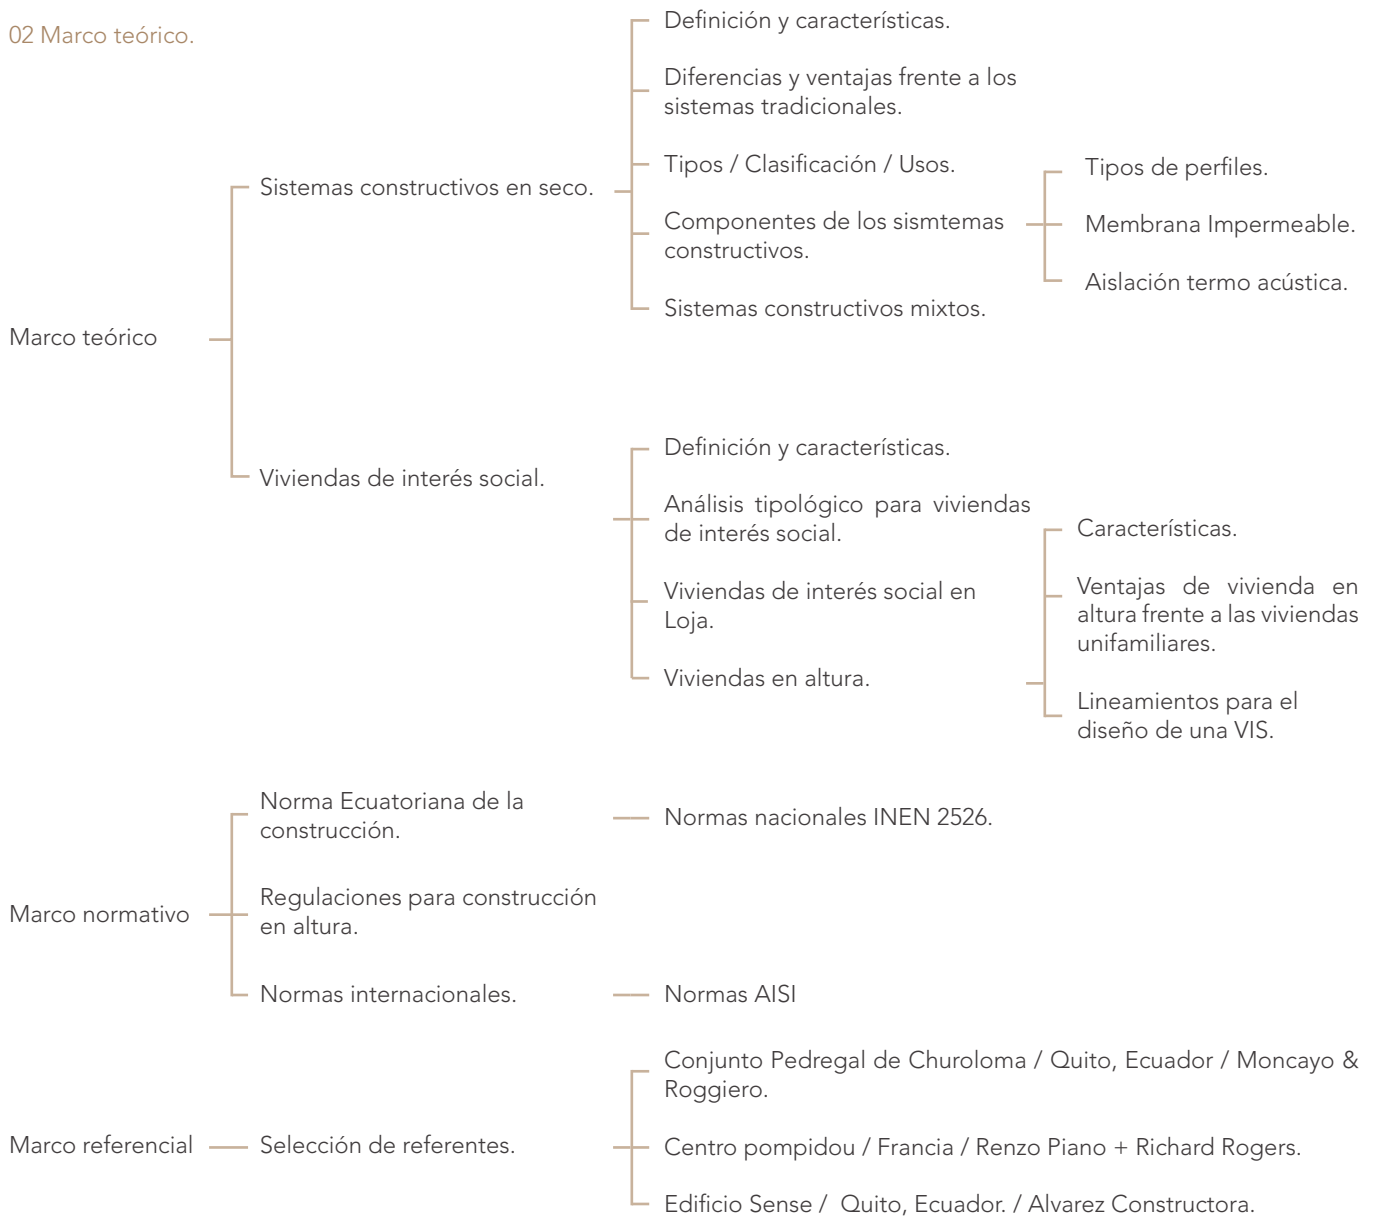 02 Marco teórico.
Marco teórico
Sistemas constructivos en seco.
Definición y características.
Diferencias y ventajas frente a los
sistemas tradicionales.
Tipos / Clasificación / Usos.
Componentes de los sismtemas
constructivos.
Tipos de perfiles.
Membrana Impermeable.
Aislación termo acústica.
Sistemas constructivos mixtos.
Viviendas de interés social.
Definición y características.
Análisis tipológico para viviendas
de interés social.
Viviendas de interés social en
Loja.
Viviendas en altura.
Características.
Ventajas de vivienda en
altura frente a las viviendas
unifamiliares.
Lineamientos para el
diseño de una VIS.
Marco normativo
Norma Ecuatoriana de la
construcción.
Normas nacionales INEN 2526.
Regulaciones para construcción
en altura.
Normas internacionales.
Normas AISI
Marco referencial
Selección de referentes.
Conjunto Pedregal de Churoloma / Quito, Ecuador / Moncayo &
Roggiero.
Centro pompidou / Francia / Renzo Piano + Richard Rogers.
Edificio Sense / Quito, Ecuador. / Alvarez Constructora.